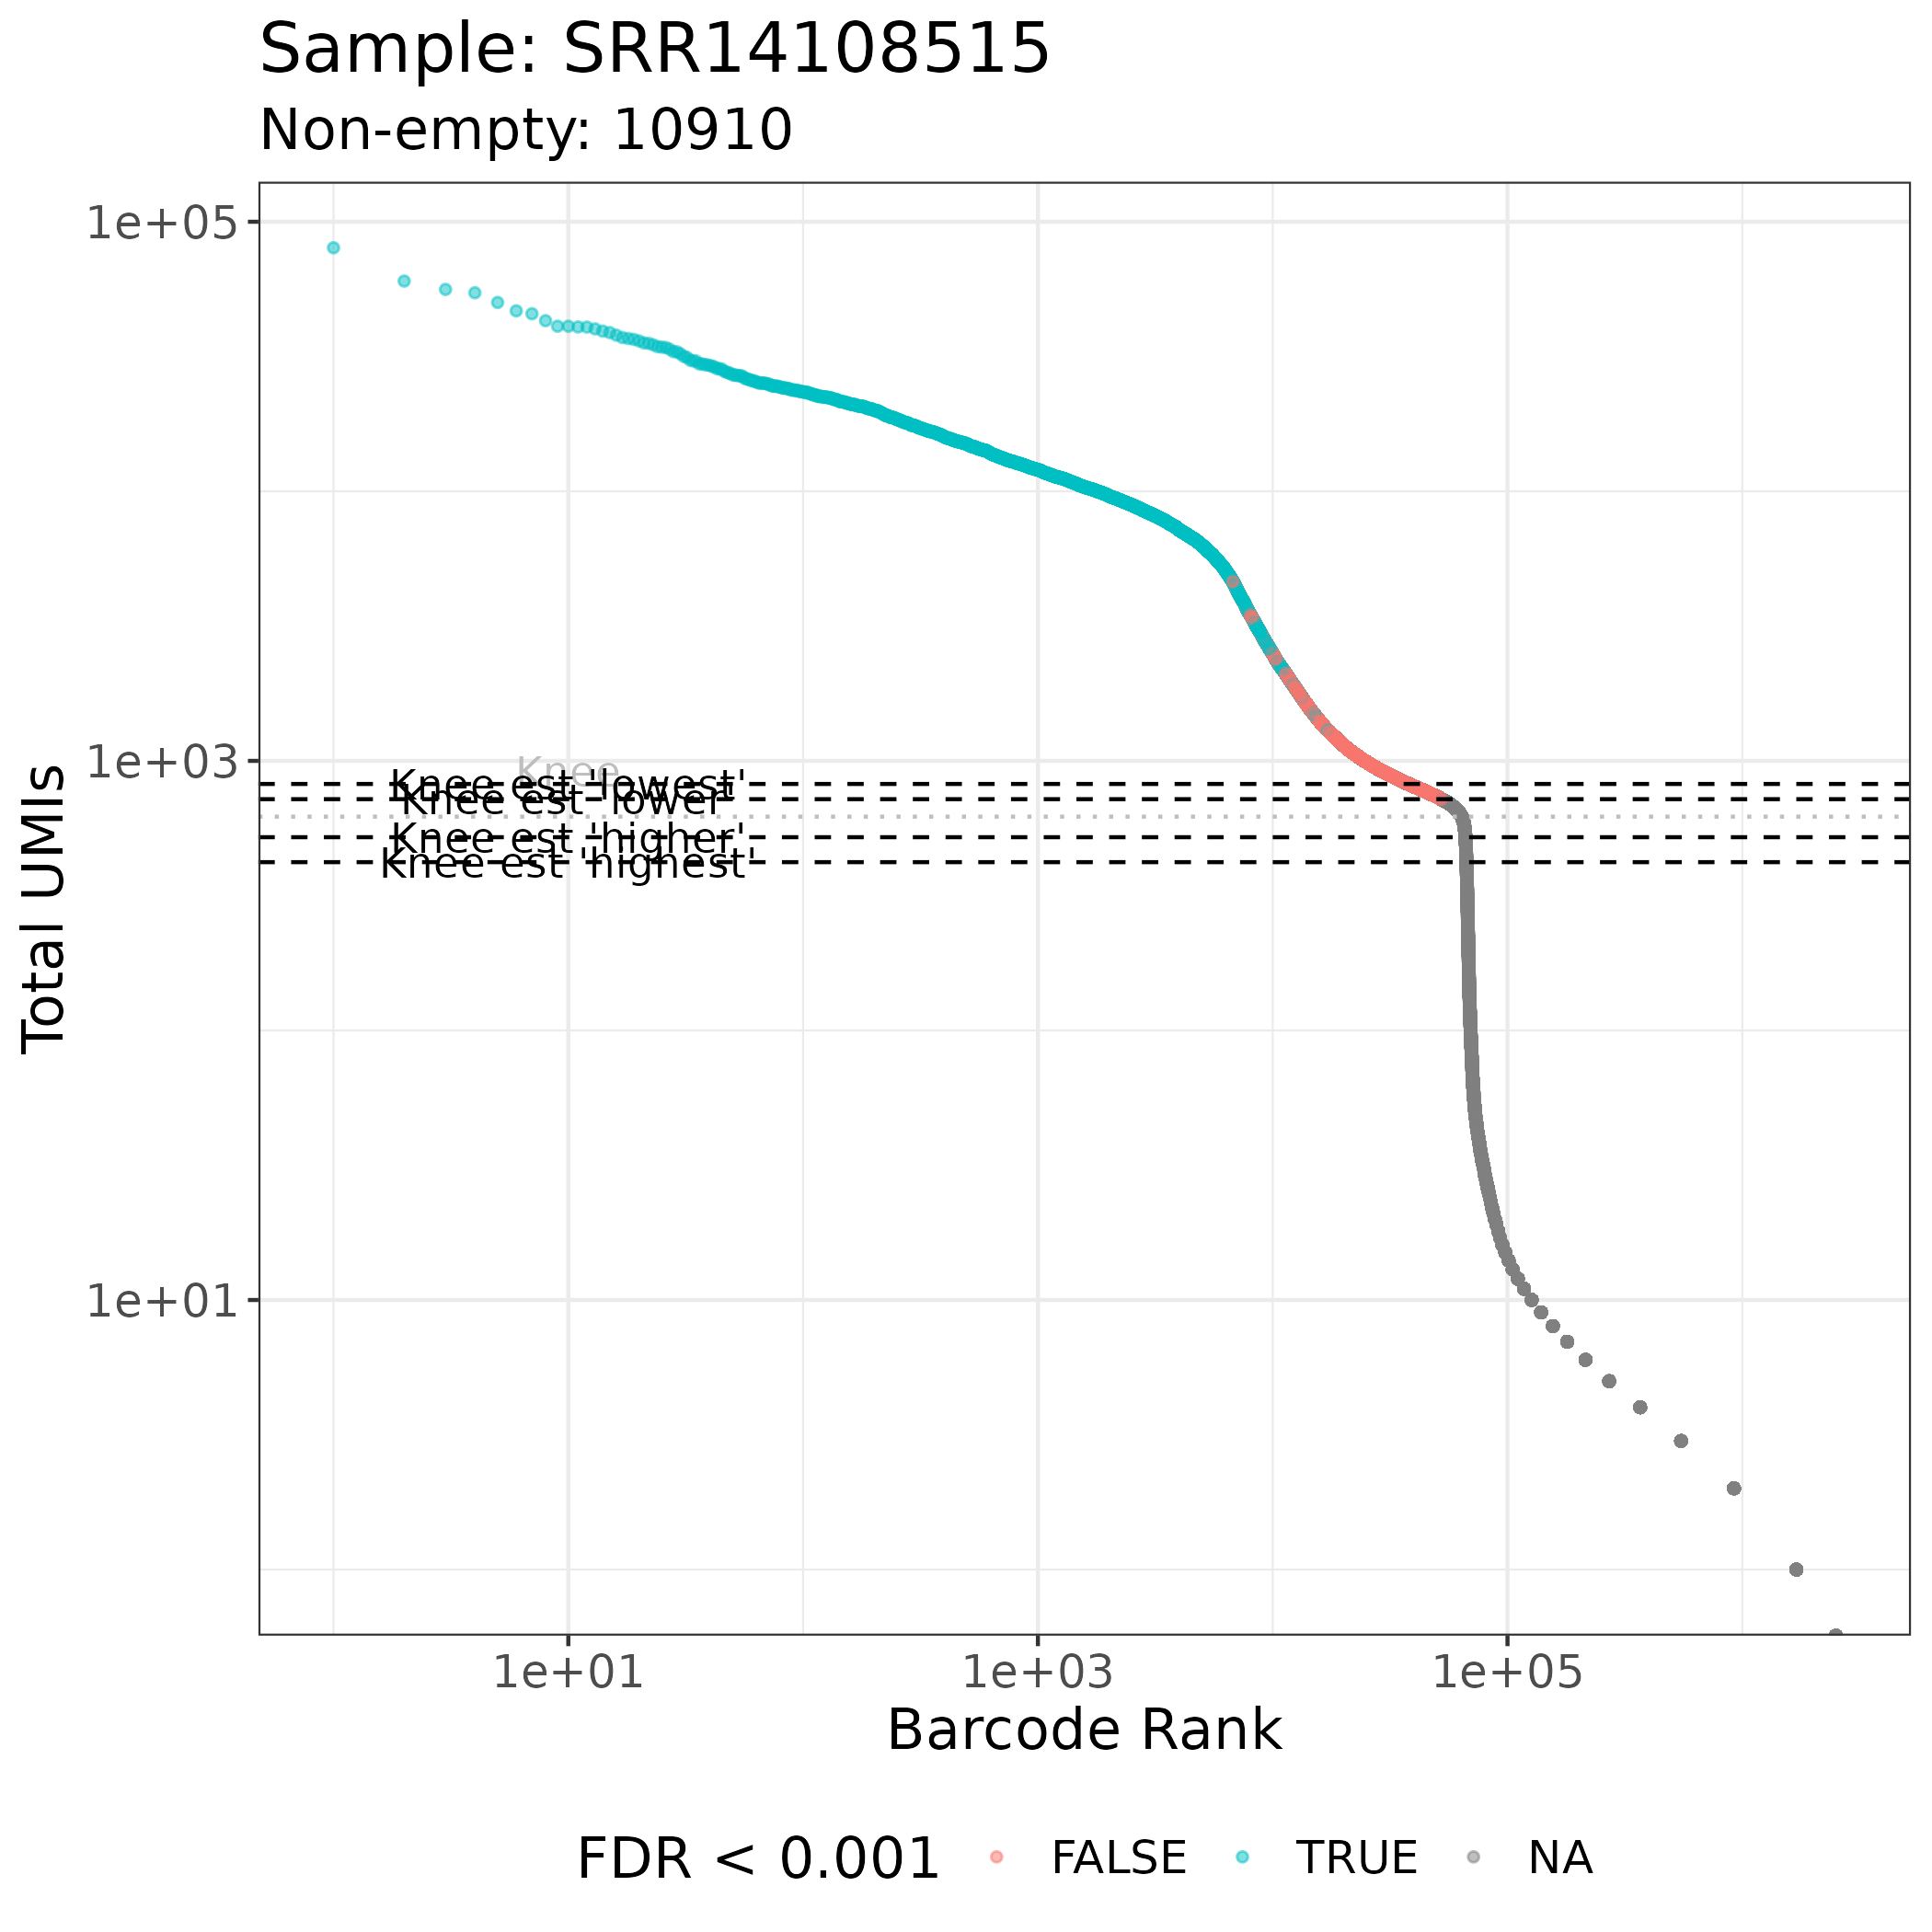 Sample: SRR14108515
Non-empty: 10910
1e+05
1e+03
1e+01
Total UMIs
Knee
Knee est 'lowest'
Knee est 'lower'
Knee est 'higher'
Knee est 'highest'
1e+01 1e+03 1e+05
Barcode Rank
FDR < 0.001 FALSE TRUE NA